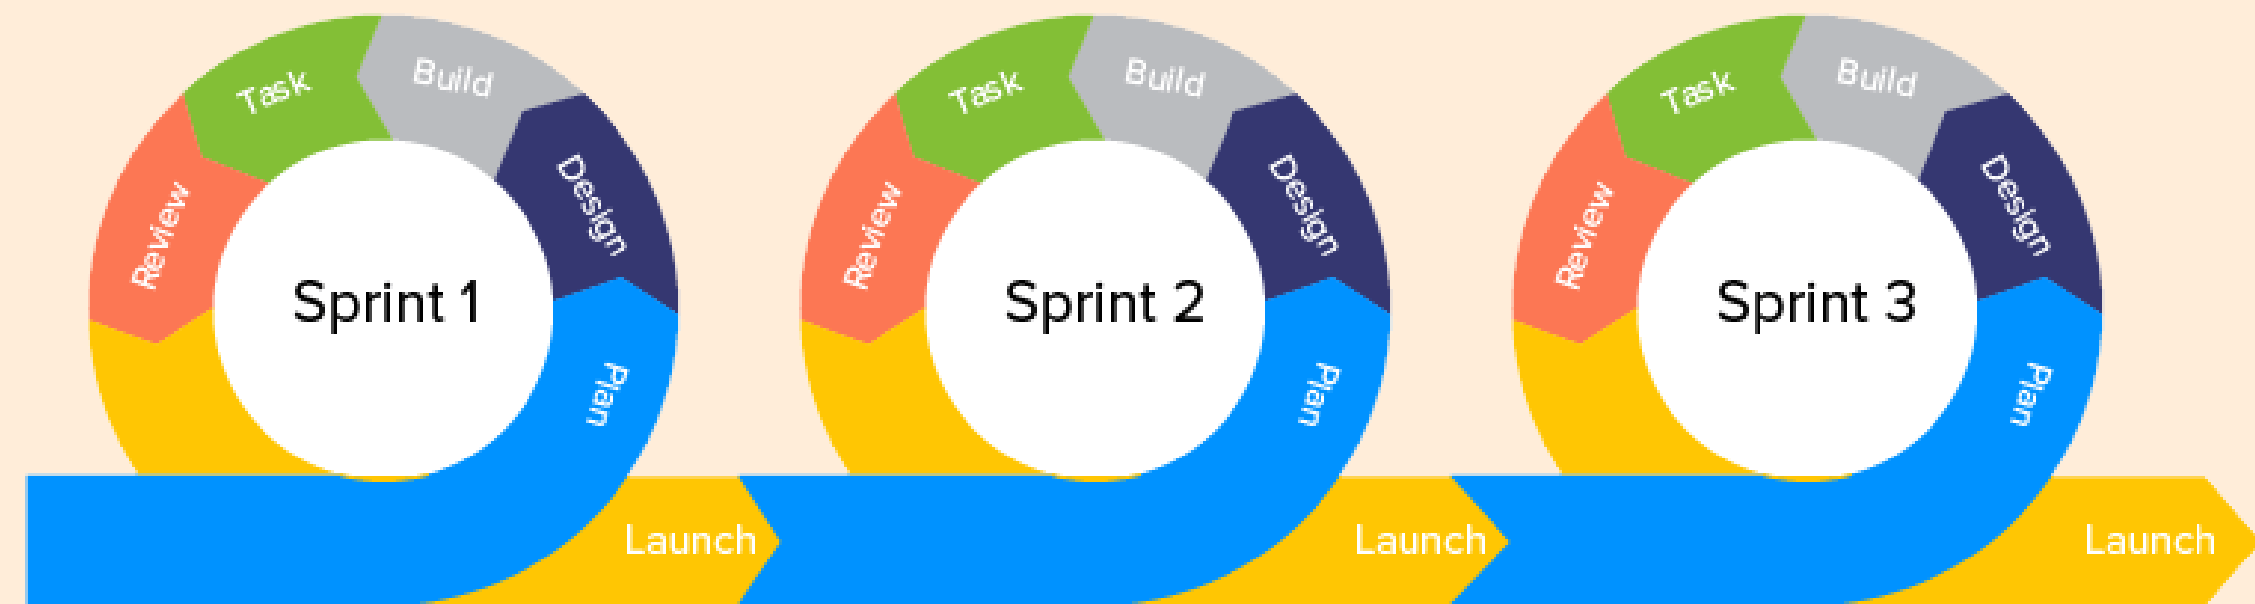 Task
Build
Design
Review
Sprint 1
Plan
Launch
Task
Build
Design
Review
Sprint 2
Plan
Launch
Task
Build
Design
Review
Sprint 3
Plan
Launch